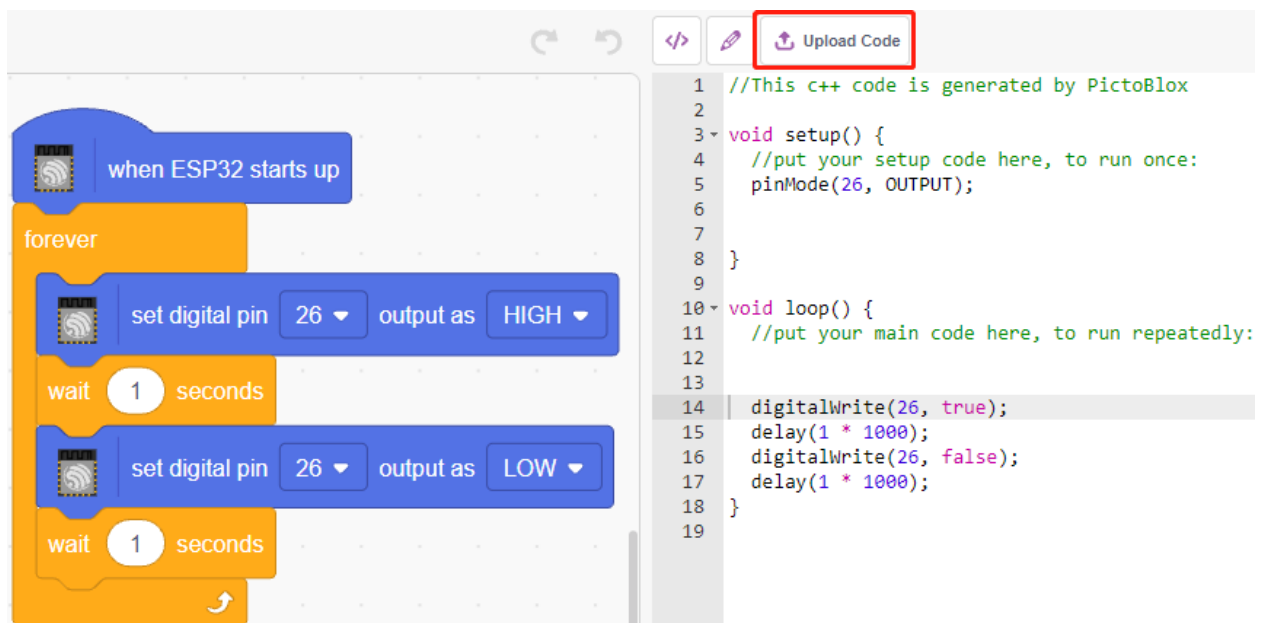 when ESP32 starts up
forever
set digital pin 26 output as HIGH
wait 1 seconds
set digital pin 26 output as LOW
wait 1 seconds
</> Upload Code
1 //This c++ code is generated by PictoBlox
2
3 void setup() {
4 //put your setup code here, to run once:
5 pinMode(26, OUTPUT);
6
7
8 }
9
10 void loop() {
11 //put your main code here, to run repeatedly:
12
13
14 digitalWrite(26, true);
15 delay(1 * 1000);
16 digitalWrite(26, false);
17 delay(1 * 1000);
18 }
19